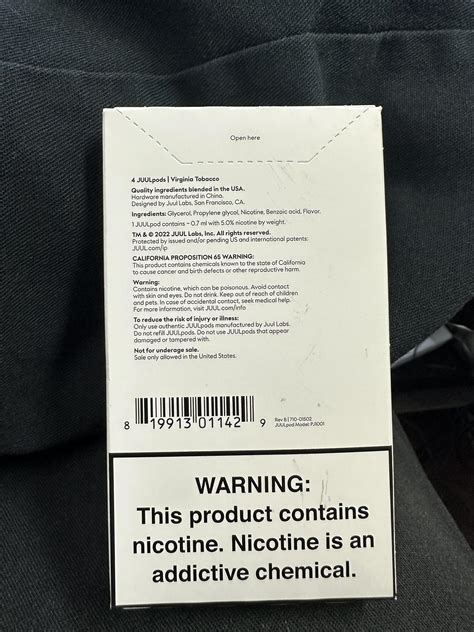 Open here
4 JUULpods | Virginia Tobacco
Quality ingredients blended in the USA.
Hardware manufactured in China.
Designed by Juul Labs, San Francisco, CA.
Ingredients: Glycerol, Propylene glycol, Nicotine, Benzoic acid, Flavor.
1 JUULpod contains ~ 0.7 ml with 5.0% nicotine by weight.
TM & © 2022 JUUL Labs, Inc. All rights reserved.
Protected by issued and/or pending US and international patents:
JUUL.com/ip
CALIFORNIA PROPOSITION 65 WARNING:
This product contains chemicals known to the state of California
to cause cancer and birth defects or other reproductive harm.
Warning:
Contains nicotine, which can be poisonous. Avoid contact
with skin and eyes. Do not drink. Keep out of reach of children
and pets. In case of accidental contact, seek medical help.
For more information, visit JUUL.com/info
To reduce the risk of injury or illness:
Only use authentic JUULpods manufactured by Juul Labs.
Do not refill JUULpods. Do not use JUULpods that appear
damaged or tampered with.
Not for underage sale.
Sale only allowed in the United States.
8 19913 01142 9
Rev B | 710-01502
JUULpod Model: PJX001
WARNING:
This product contains
nicotine. Nicotine is an
addictive chemical.